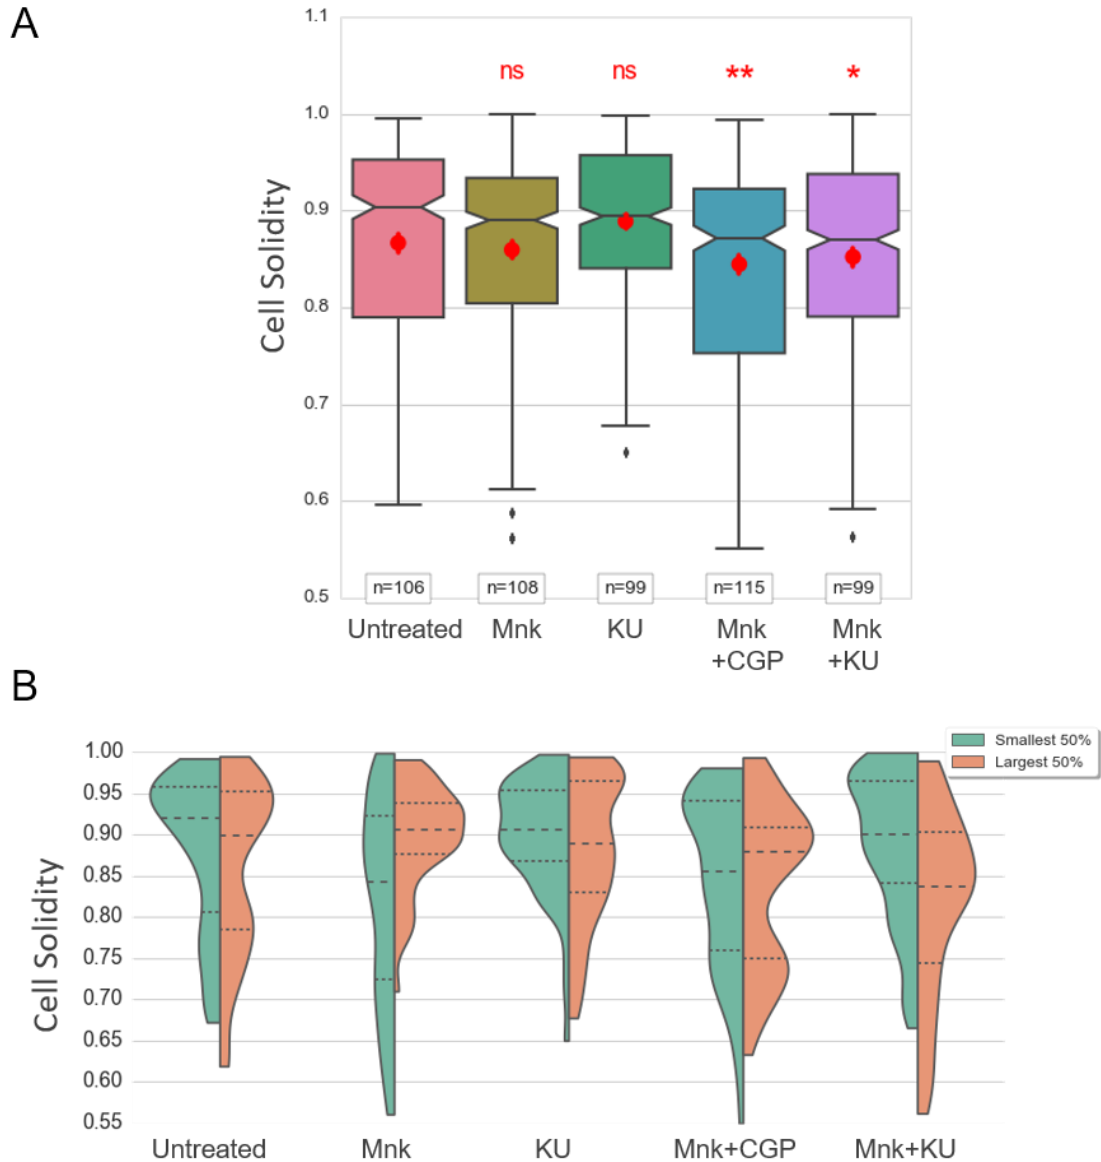 A
1.1
ns ns ** *
1.0
0.9
0.8
0.7
0.6
0.5
Cell Solidity
n=106 n=108 n=99 n=115 n=99
Untreated Mnk KU Mnk Mnk
+CGP +KU
B
Smallest 50%
Largest 50%
1.00
0.95
0.90
0.85
0.80
0.75
0.70
0.65
0.60
0.55
Cell Solidity
Untreated Mnk KU Mnk+CGP Mnk+KU